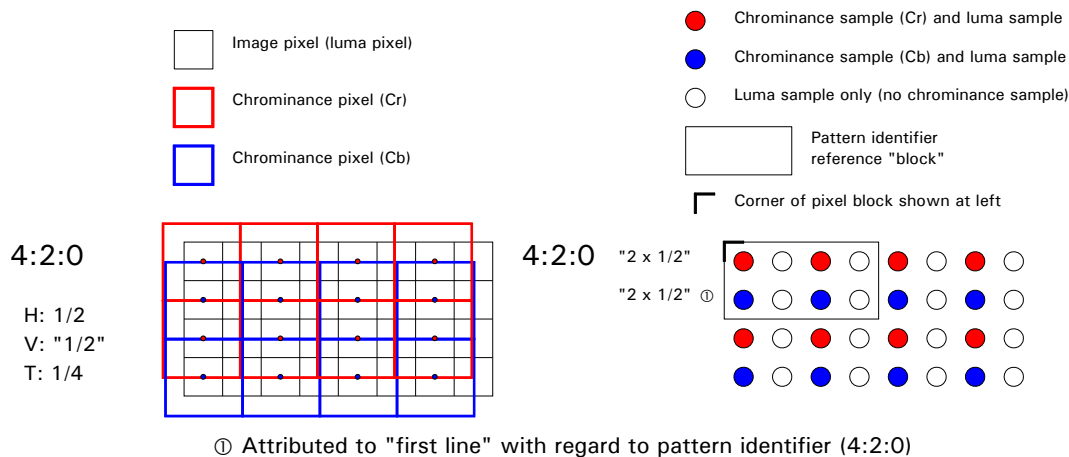 Image pixel (luma pixel)
Chrominance pixel (Cr)
Chrominance pixel (Cb)
Chrominance sample (Cr) and luma sample
Chrominance sample (Cb) and luma sample
Luma sample only (no chrominance sample)
Pattern identifier
reference "block"
Corner of pixel block shown at left
4:2:0
H: 1/2
V: "1/2"
T: 1/4
4:2:0
"2 x 1/2"
"2 x 1/2" ①
① Attributed to "first line" with regard to pattern identifier (4:2:0)